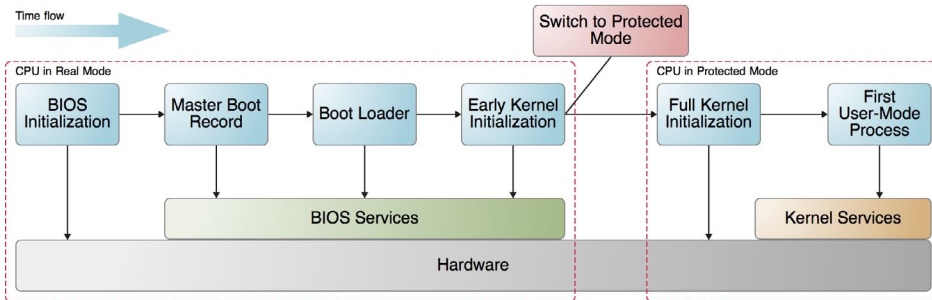 Time flow
Switch to Protected
Mode
CPU in Real Mode
CPU in Protected Mode
BIOS
Initialization
Master Boot
Record
Boot Loader
Early Kernel
Initialization
Full Kernel
Initialization
First
User-Mode
Process
BIOS Services
Kernel Services
Hardware